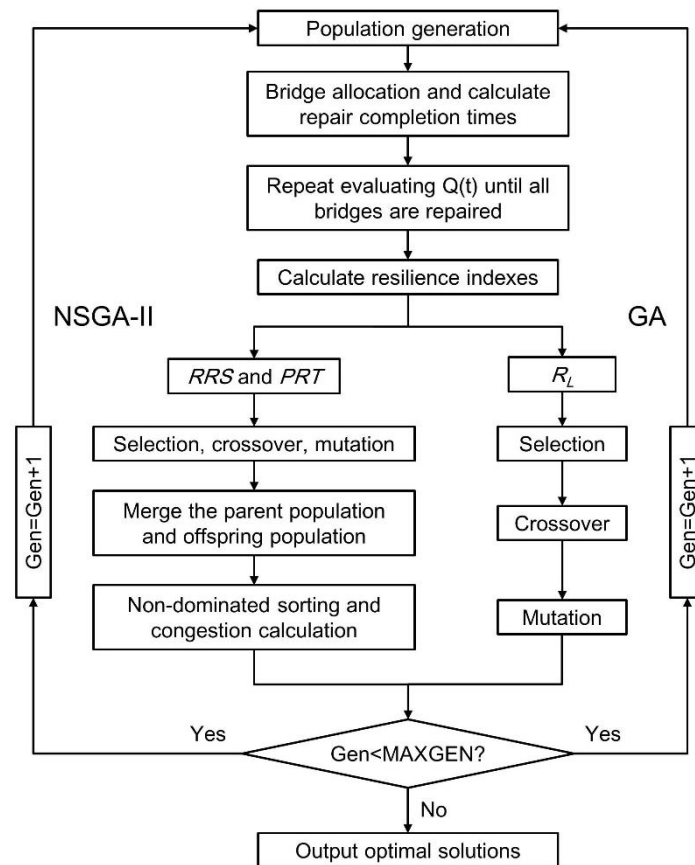 Population generation
Bridge allocation and calculate
repair completion times
Repeat evaluating Q(t) until all
bridges are repaired
Calculate resilience indexes
NSGA-II
GA
RRS and PRT
R_L
Selection, crossover, mutation
Selection
Merge the parent population
and offspring population
Crossover
Non-dominated sorting and
congestion calculation
Mutation
Gen=Gen+1
Gen=Gen+1
Yes
Gen<MAXGEN?
Yes
No
Output optimal solutions